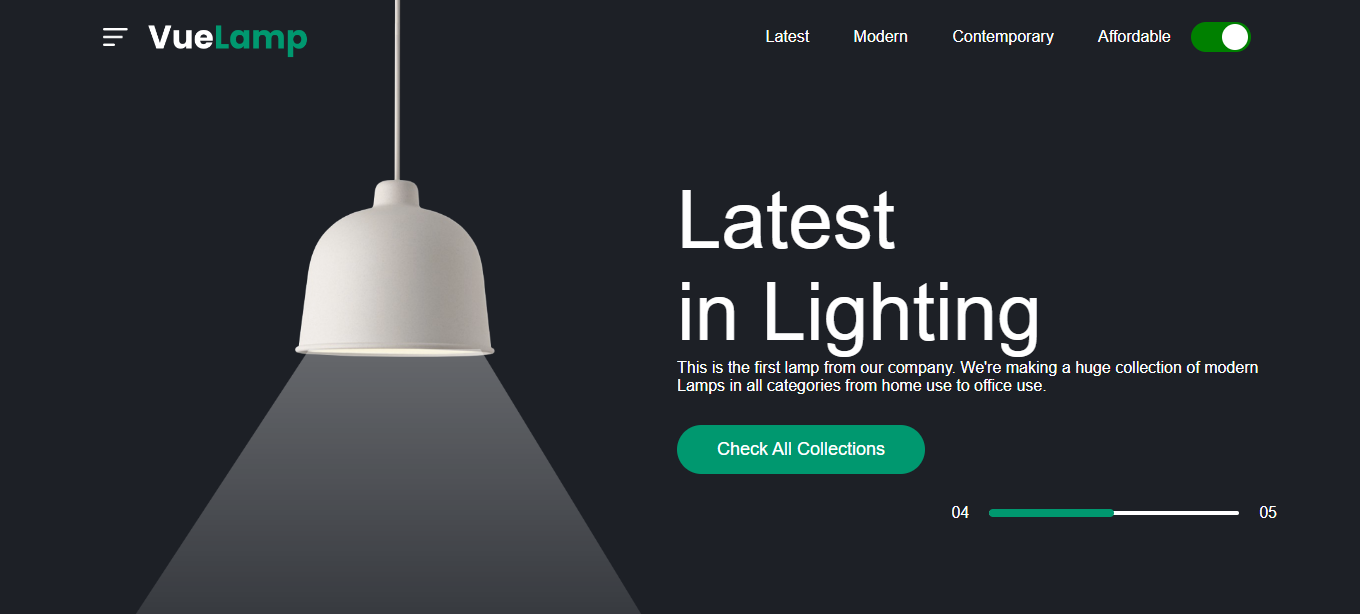 VueLamp
Latest Modern Contemporary Affordable
Latest
in Lighting
This is the first lamp from our company. We're making a huge collection of modern
Lamps in all categories from home use to office use.
Check All Collections
04 05